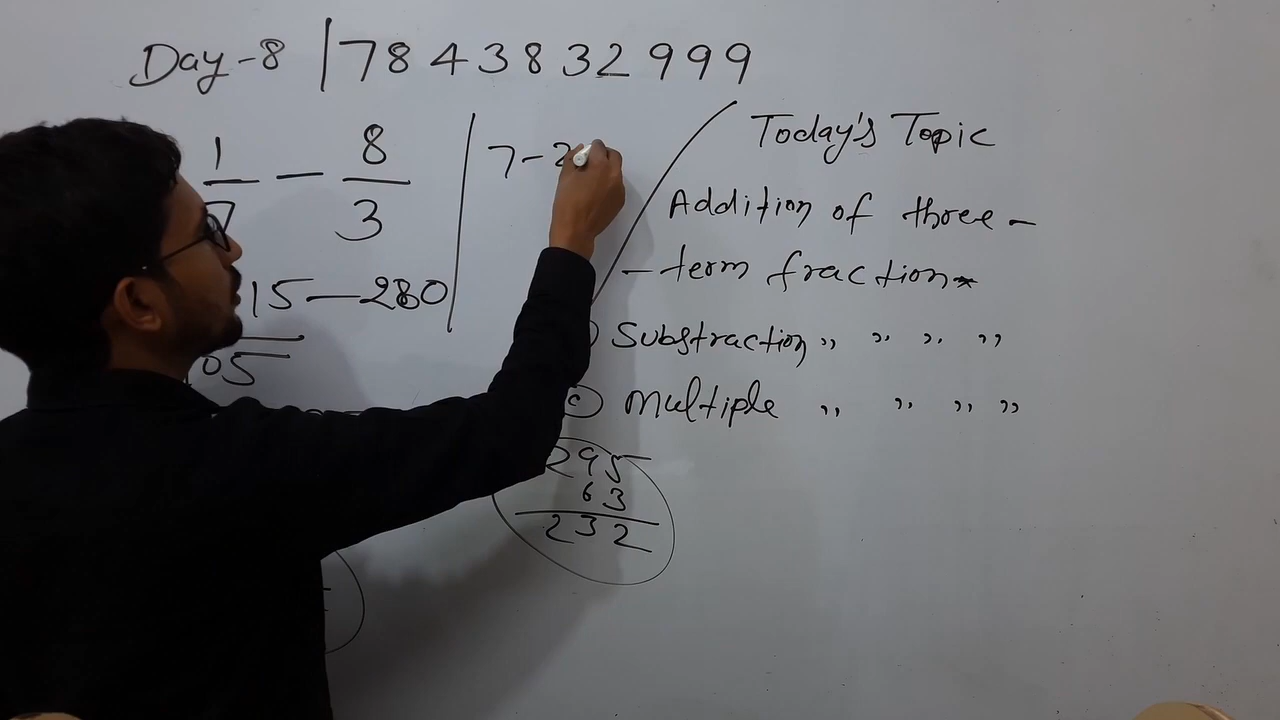 Day-8 | 7843832999
1/7 - 8/3
15-280
105
7-2
Today's Topic
Addition of three-
-term fraction
Substraction ,, ,, ,, ,,
(c) Multiple ,, ,, ,, ,,
295
63
232